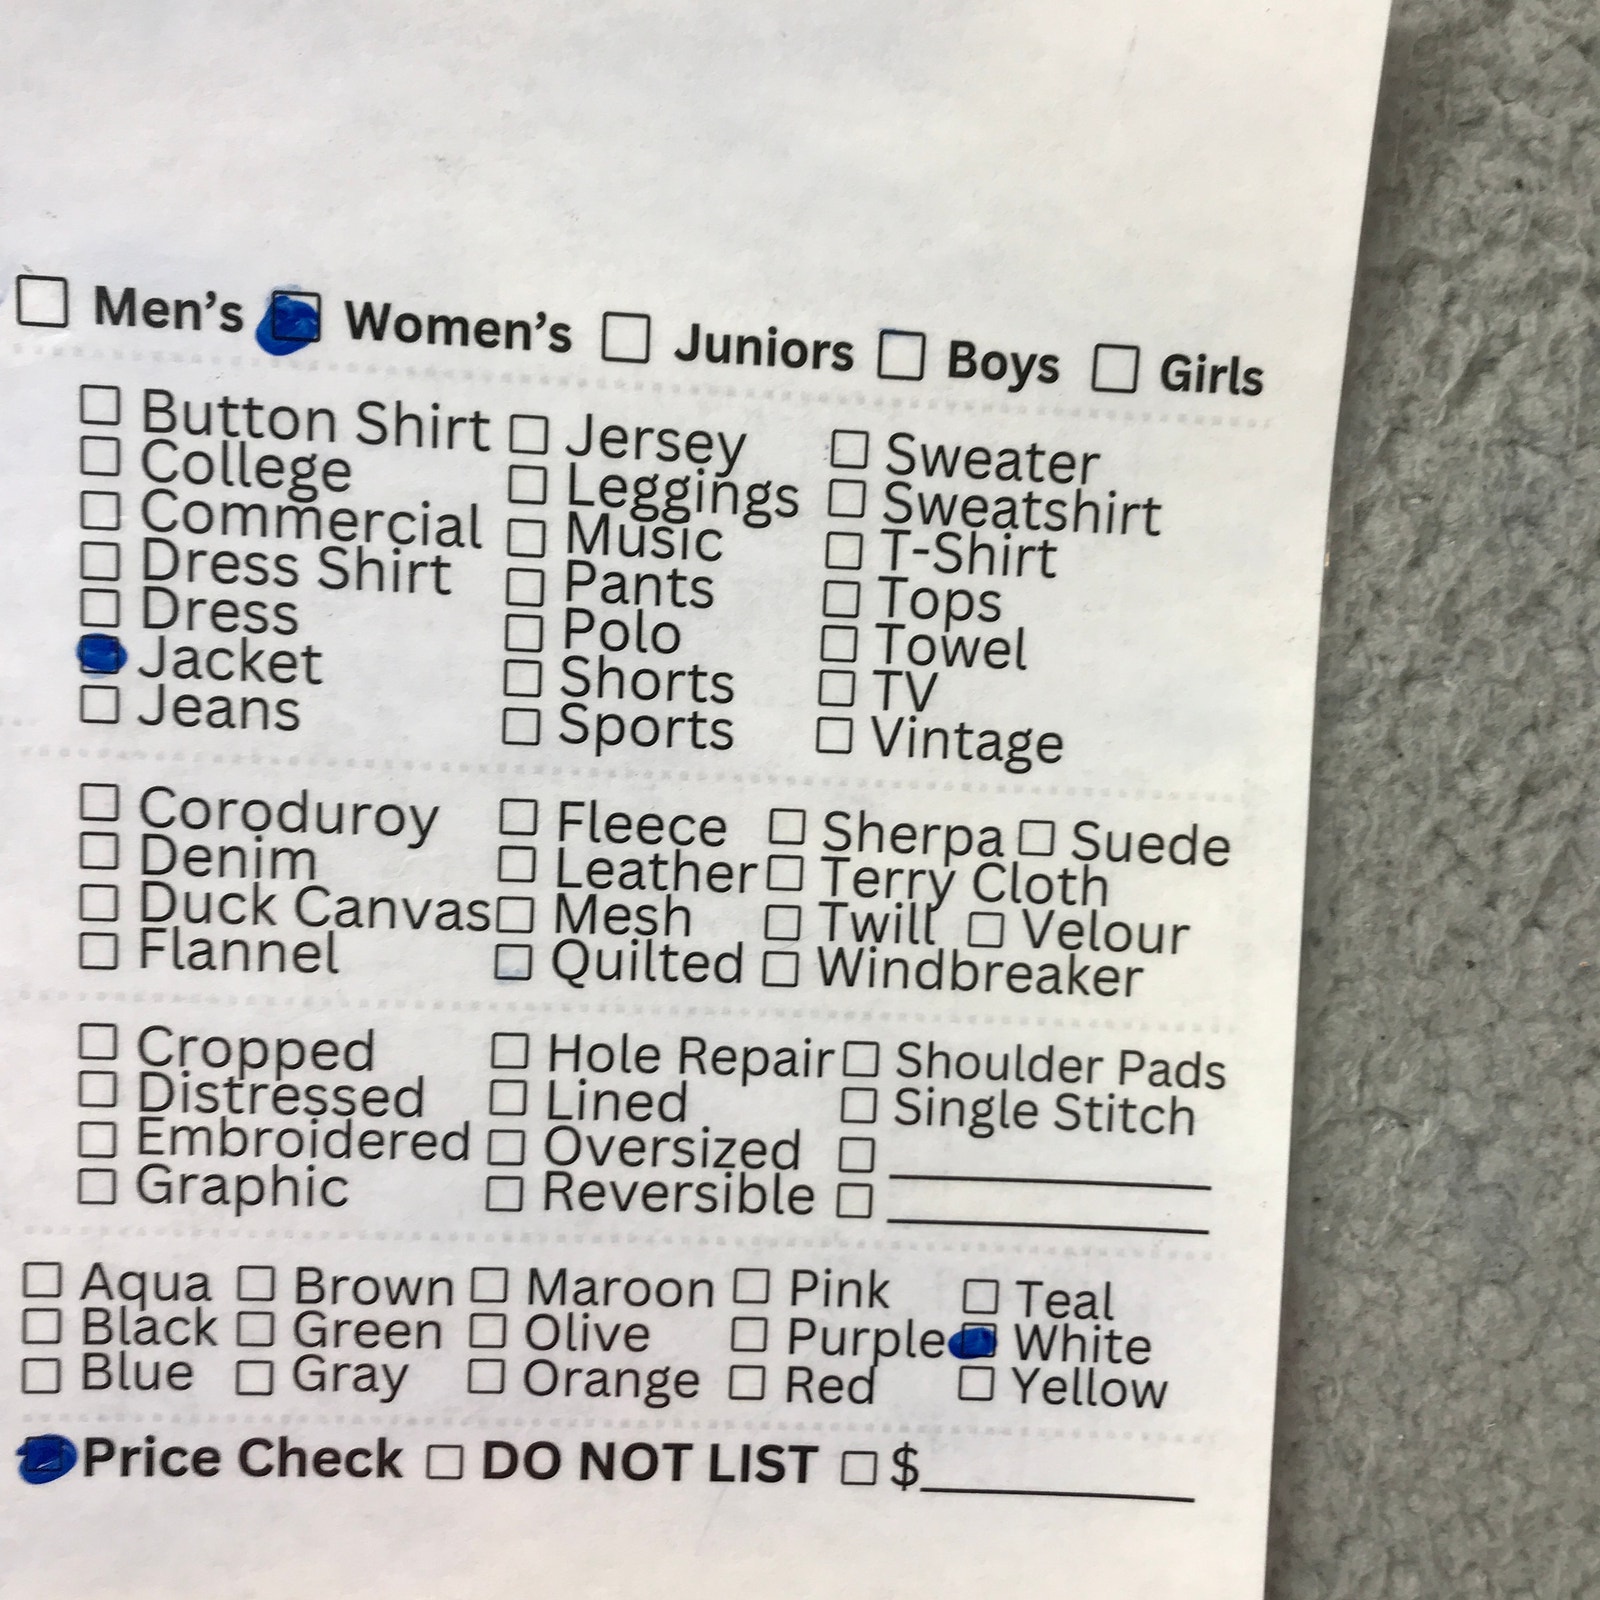 Men's Women's Juniors Boys Girls
Button Shirt Jersey Sweater
College Leggings Sweatshirt
Commercial Music T-Shirt
Dress Shirt Pants Tops
Dress Polo Towel
Jacket Shorts TV
Jeans Sports Vintage
Coroduroy Fleece Sherpa Suede
Denim Leather Terry Cloth
Duck Canvas Mesh Twill Velour
Flannel Quilted Windbreaker
Cropped Hole Repair Shoulder Pads
Distressed Lined Single Stitch
Embroidered Oversized
Graphic Reversible
Aqua Brown Maroon Pink Teal
Black Green Olive Purple White
Blue Gray Orange Red Yellow
Price Check DO NOT LIST $